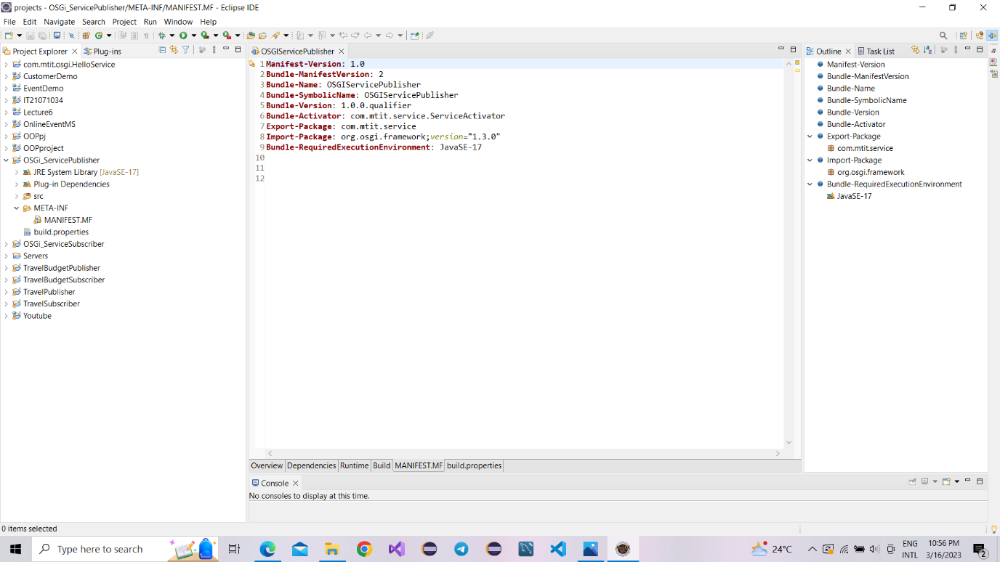 projects - OSGi_ServicePublisher/META-INF/MANIFEST.MF - Eclipse IDE
File Edit Navigate Search Project Run Window Help
Project Explorer Plug-ins
com.mtit.osgi.HelloService
CustomerDemo
EventDemo
IT21071034
Lecture6
OnlineEventMS
OOPpj
OOPproject
OSGi_ServicePublisher
JRE System Library [JavaSE-17]
Plug-in Dependencies
src
META-INF
MANIFEST.MF
build.properties
OSGi_ServiceSubscriber
Servers
TravelBudgetPublisher
TravelBudgetSubscriber
TravelPublisher
TravelSubscriber
Youtube
OSGIServicePublisher
1 Manifest-Version: 1.0
2 Bundle-ManifestVersion: 2
3 Bundle-Name: OSGIServicePublisher
4 Bundle-SymbolicName: OSGIServicePublisher
5 Bundle-Version: 1.0.0.qualifier
6 Bundle-Activator: com.mtit.service.ServiceActivator
7 Export-Package: com.mtit.service
8 Import-Package: org.osgi.framework;version="1.3.0"
9 Bundle-RequiredExecutionEnvironment: JavaSE-17
10
11
12
Overview Dependencies Runtime Build MANIFEST.MF build.properties
Outline Task List
Manifest-Version
Bundle-ManifestVersion
Bundle-Name
Bundle-SymbolicName
Bundle-Version
Bundle-Activator
Export-Package
com.mtit.service
Import-Package
org.osgi.framework
Bundle-RequiredExecutionEnvironment
JavaSE-17
Console
No consoles to display at this time.
0 items selected
Type here to search
24°C
ENG
INTL
10:56 PM
3/16/2023
2